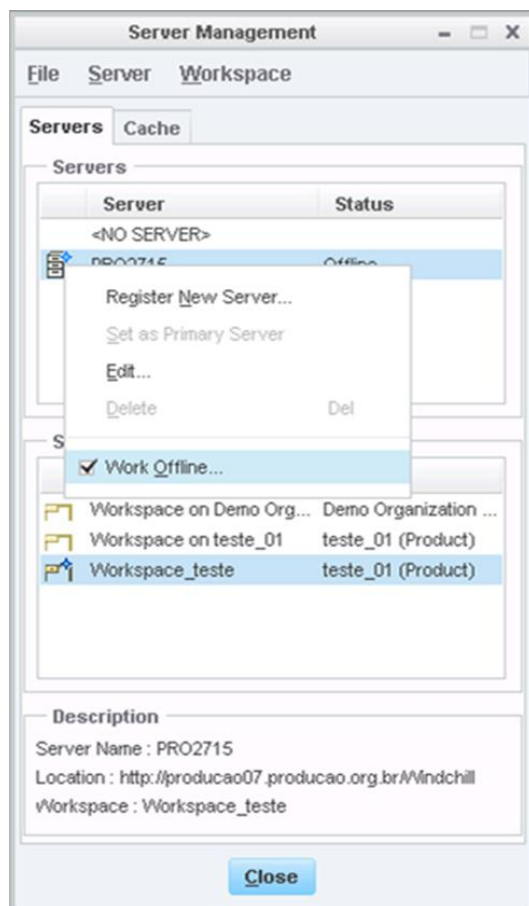 Server Management
File Server Workspace
Servers Cache
Servers
Server Status
<NO SERVER>
PRO2715 Offline
Register New Server...
Set as Primary Server
Edit...
Delete Del
Work Offline...
Workspace on Demo Org... Demo Organization ...
Workspace on teste_01 teste_01 (Product)
Workspace_teste teste_01 (Product)
Description
Server Name : PRO2715
Location : http://producao07.producao.org.br/Windchill
Workspace : Workspace_teste
Close